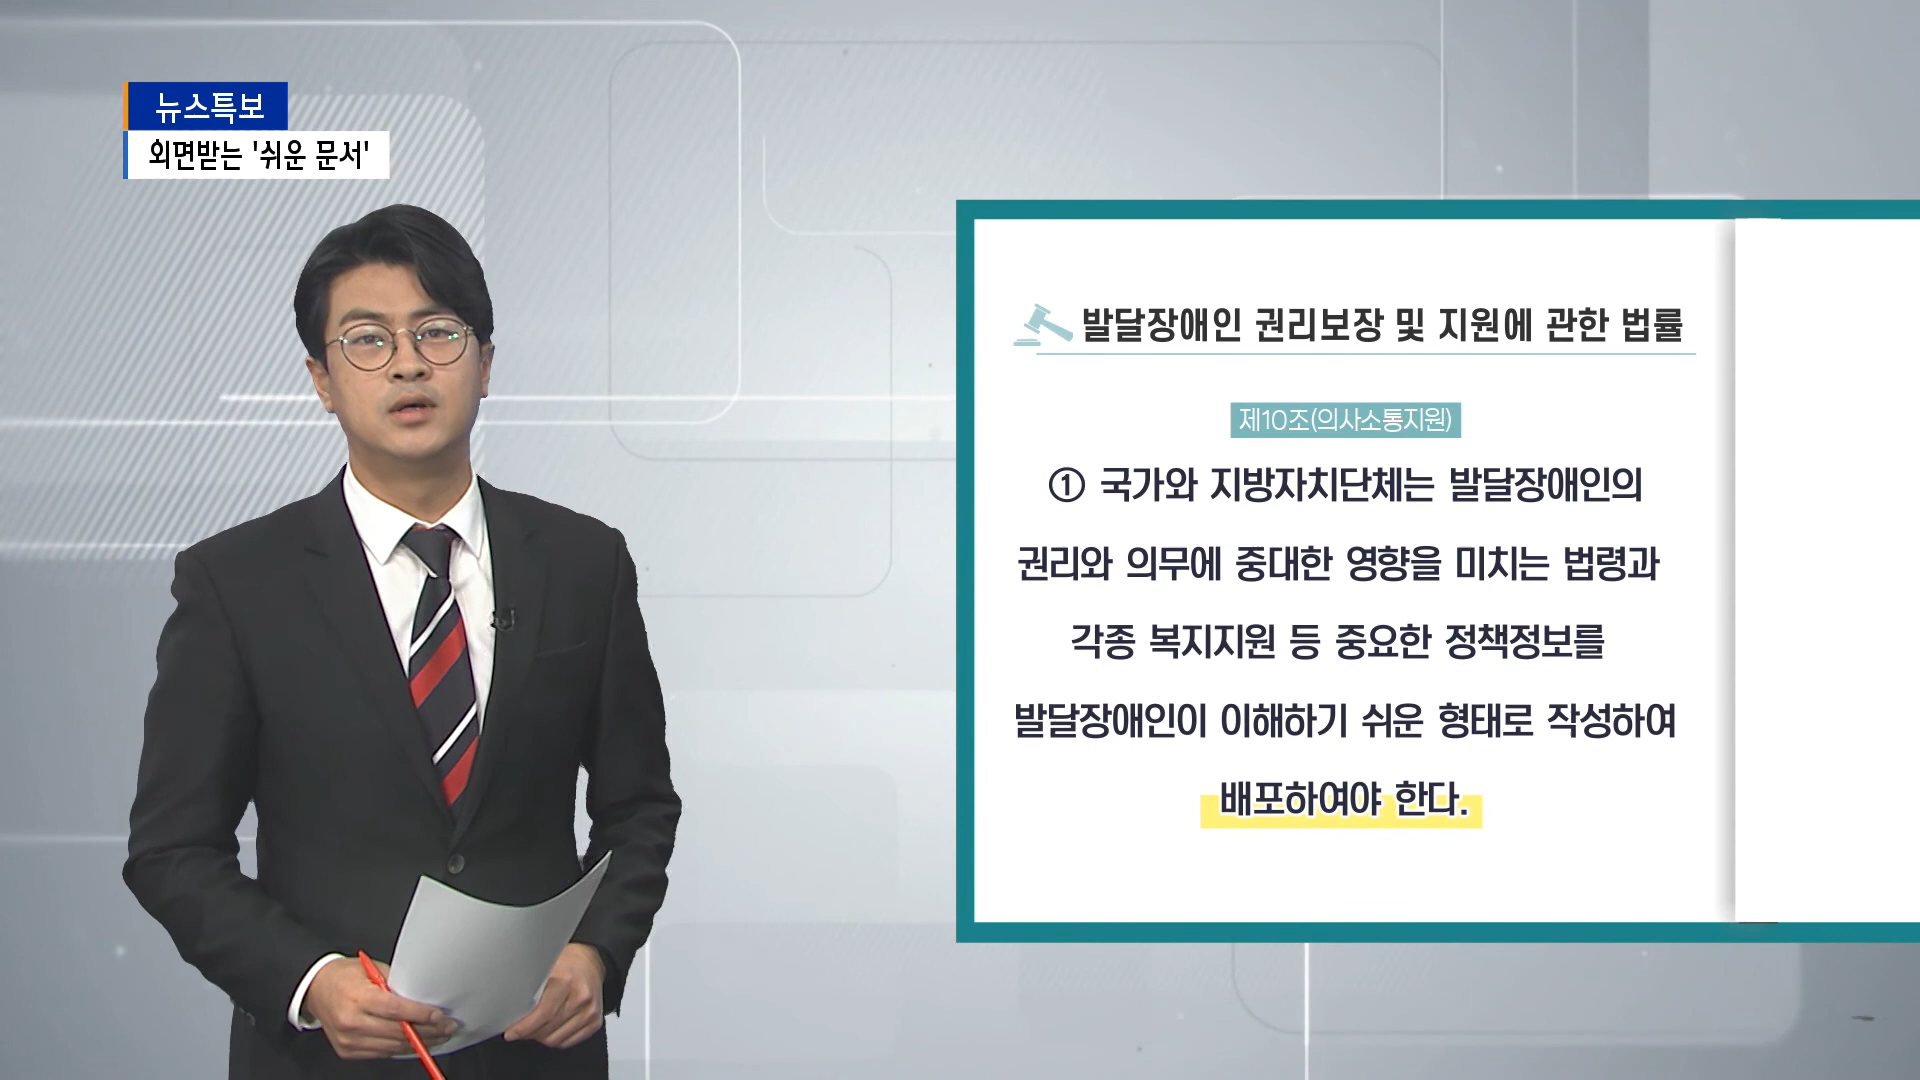 뉴스특보
외면받는 '쉬운 문서'
발달장애인 권리보장 및 지원에 관한 법률
제10조(의사소통지원)
① 국가와 지방자치단체는 발달장애인의
권리와 의무에 중대한 영향을 미치는 법령과
각종 복지지원 등 중요한 정책정보를
발달장애인이 이해하기 쉬운 형태로 작성하여
배포하여야 한다.